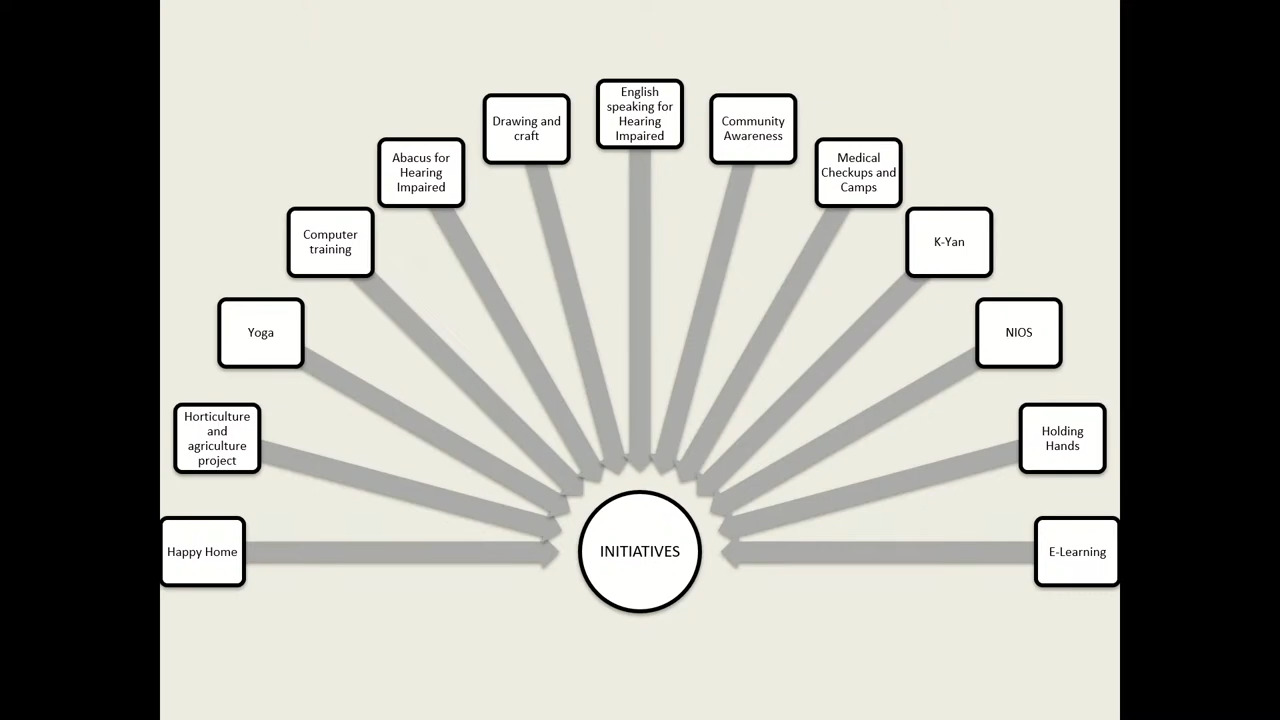 English
speaking for
Hearing
Impaired
Drawing and
craft
Community
Awareness
Abacus for
Hearing
Impaired
Medical
Checkups and
Camps
Computer
training
K-Yan
Yoga
NIOS
Horticulture
and
agriculture
project
Holding
Hands
Happy Home
INITIATIVES
E-Learning